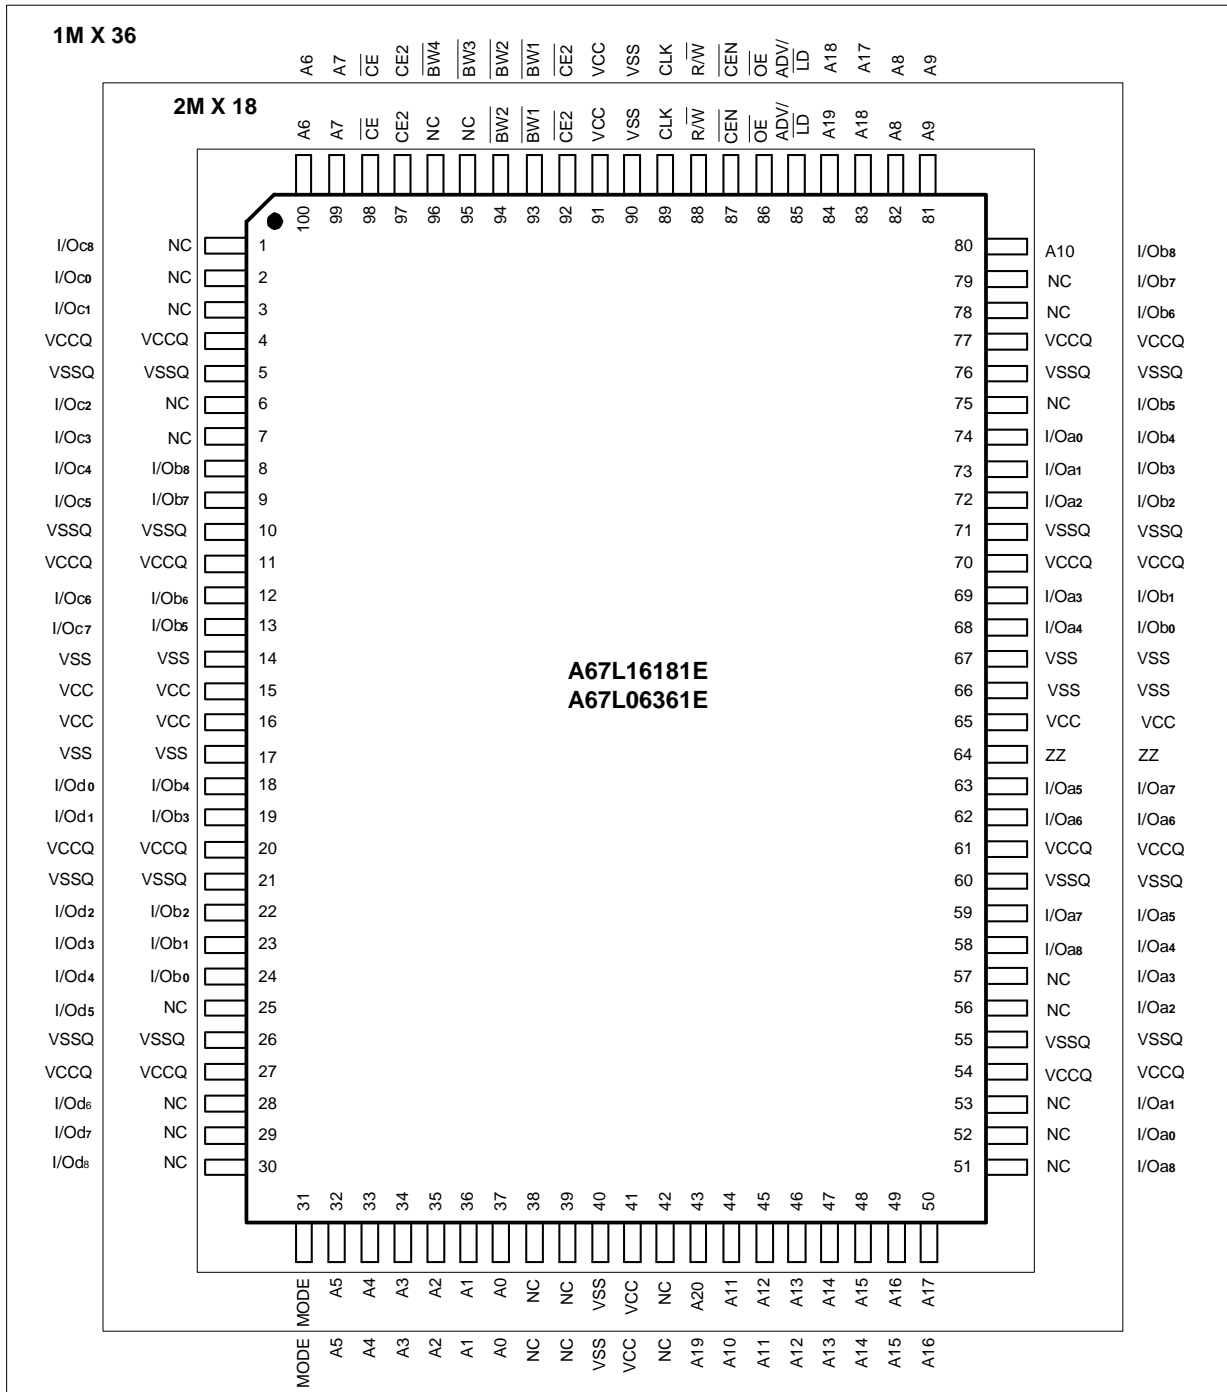 1M X 36
A6 A7 CE CE2 BW4 BW3 BW2 BW1 CE2 VCC VSS CLK R/W CEN OE ADV/LD A18 A17 A8 A9
2M X 18
A6 A7 CE CE2 NC NC BW2 BW1 CE2 VCC VSS CLK R/W CEN OE ADV/LD A19 A18 A8 A9
100 99 98 97 96 95 94 93 92 91 90 89 88 87 86 85 84 83 82 81
I/Oc8 NC 1 80 A10 I/Ob8
I/Oc0 NC 2 79 NC I/Ob7
I/Oc1 NC 3 78 NC I/Ob6
VCCQ VCCQ 4 77 VCCQ VCCQ
VSSQ VSSQ 5 76 VSSQ VSSQ
I/Oc2 NC 6 75 NC I/Ob5
I/Oc3 NC 7 74 I/Oa0 I/Ob4
I/Oc4 I/Ob8 8 73 I/Oa1 I/Ob3
I/Oc5 I/Ob7 9 72 I/Oa2 I/Ob2
VSSQ VSSQ 10 71 VSSQ VSSQ
VCCQ VCCQ 11 70 VCCQ VCCQ
I/Oc6 I/Ob6 12 69 I/Oa3 I/Ob1
I/Oc7 I/Ob5 13 68 I/Oa4 I/Ob0
VSS VSS 14 67 VSS VSS
A67L16181E
VCC VCC 15 66 VSS VSS
A67L06361E
VCC VCC 16 65 VCC VCC
VSS VSS 17 64 ZZ ZZ
I/Od0 I/Ob4 18 63 I/Oa5 I/Oa7
I/Od1 I/Ob3 19 62 I/Oa6 I/Oa6
VCCQ VCCQ 20 61 VCCQ VCCQ
VSSQ VSSQ 21 60 VSSQ VSSQ
I/Od2 I/Ob2 22 59 I/Oa7 I/Oa5
I/Od3 I/Ob1 23 58 I/Oa8 I/Oa4
I/Od4 I/Ob0 24 57 NC I/Oa3
I/Od5 NC 25 56 NC I/Oa2
VSSQ VSSQ 26 55 VSSQ VSSQ
VCCQ VCCQ 27 54 VCCQ VCCQ
I/Od6 NC 28 53 NC I/Oa1
I/Od7 NC 29 52 NC I/Oa0
I/Od8 NC 30 51 NC I/Oa8
31 32 33 34 35 36 37 38 39 40 41 42 43 44 45 46 47 48 49 50
MODE A5 A4 A3 A2 A1 A0 NC NC VSS VCC NC A20 A11 A12 A13 A14 A15 A16 A17
MODE A5 A4 A3 A2 A1 A0 NC NC VSS VCC NC A19 A10 A11 A12 A13 A14 A15 A16